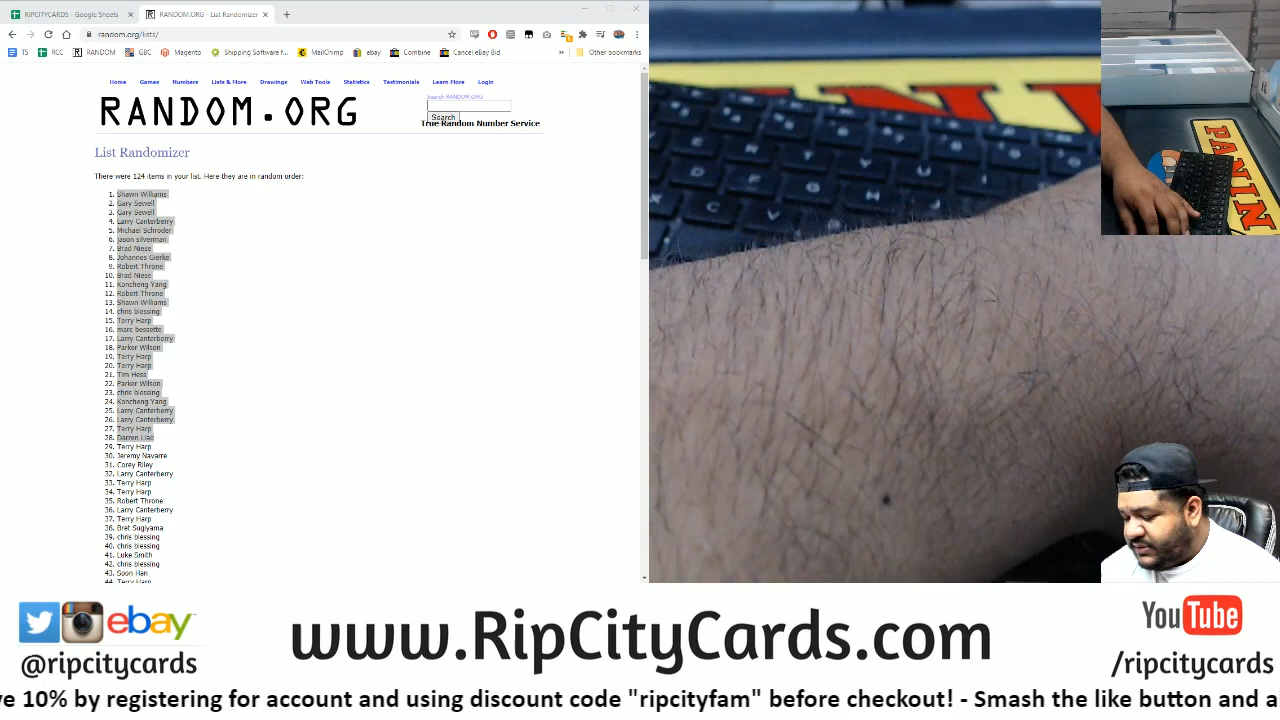 RIPCITYCARDS - Google Sheets
RANDOM.ORG - List Randomizer
random.org/lists/
TS
RCC
RANDOM
GBC
Magento
Shipping Software f...
MailChimp
ebay
Combine
Cancel eBay Bid
»
Other bookmarks
Home
Games
Numbers
Lists & More
Drawings
Web Tools
Statistics
Testimonials
Learn More
Login
RANDOM.ORG
Search RANDOM.ORG
Search
True Random Number Service
List Randomizer
There were 124 items in your list. Here they are in random order:
1. Shawn Williams
2. Gary Sewell
3. Gary Sewell
4. Larry Canterberry
5. Michael Schroder
6. jason silverman
7. Brad Niese
8. Johannes Gierke
9. Robert Throne
10. Brad Niese
11. Koncheng Yang
12. Robert Throne
13. Shawn Williams
14. chris blessing
15. Terry Harp
16. marc bessette
17. Larry Canterberry
18. Parker Wilson
19. Terry Harp
20. Terry Harp
21. Tim Hess
22. Parker Wilson
23. chris blessing
24. Koncheng Yang
25. Larry Canterberry
26. Larry Canterberry
27. Terry Harp
28. Darren Liao
29. Terry Harp
30. Jeremy Navarre
31. Corey Riley
32. Larry Canterberry
33. Terry Harp
34. Terry Harp
35. Robert Throne
36. Larry Canterberry
37. Terry Harp
38. Bret Sugiyama
39. chris blessing
40. chris blessing
41. Luke Smith
42. chris blessing
43. Soon Han
44. Terry Harp
PANIN
ebay
@ripcitycards
www.RipCityCards.com
YouTube
/ripcitycards
ve 10% by registering for account and using discount code "ripcityfam" before checkout! - Smash the like button and a